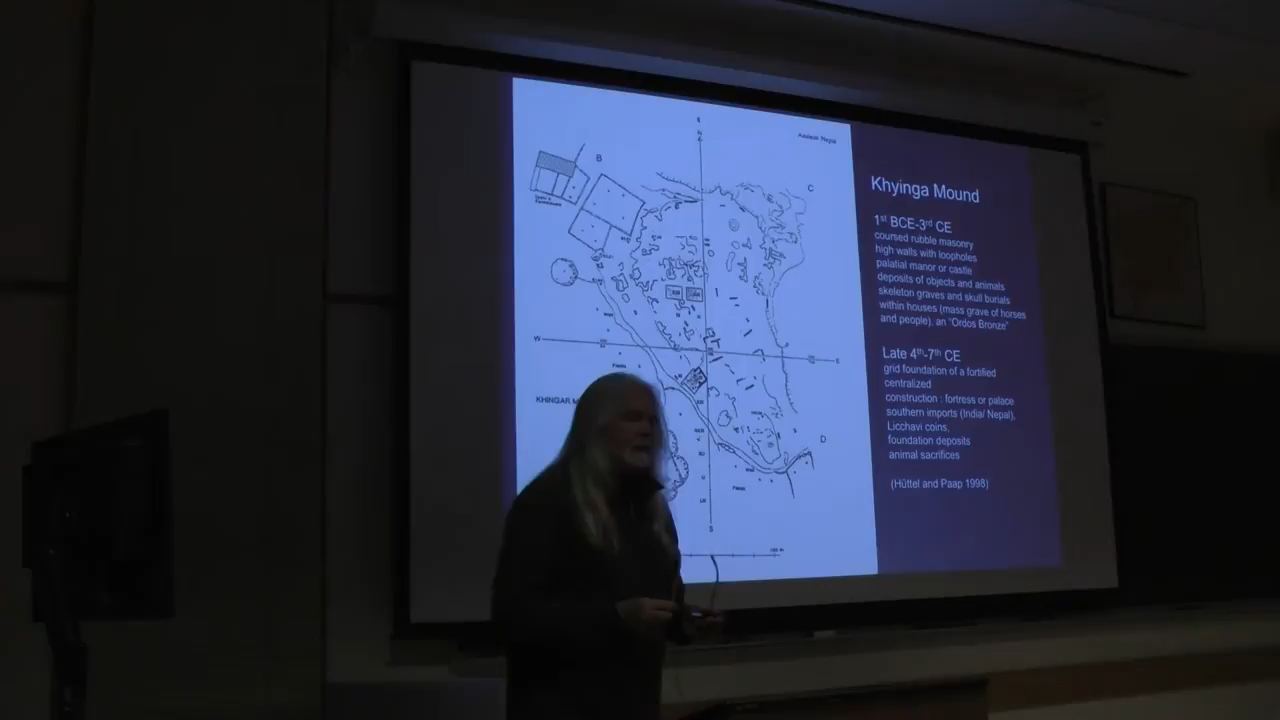 N
B
C
W
E
Fields
KHINGAR M
D
Fields
S
Khyinga Mound
1st BCE-3rd CE
coursed rubble masonry
high walls with loopholes
palatial manor or castle
deposits of objects and animals
skeleton graves and skull burials
within houses (mass grave of horses
and people), an "Ordos Bronze"
Late 4th-7th CE
grid foundation of a fortified
centralized
construction : fortress or palace
southern imports (India/ Nepal),
Licchavi coins,
foundation deposits
animal sacrifices
(Hüttel and Paap 1998)